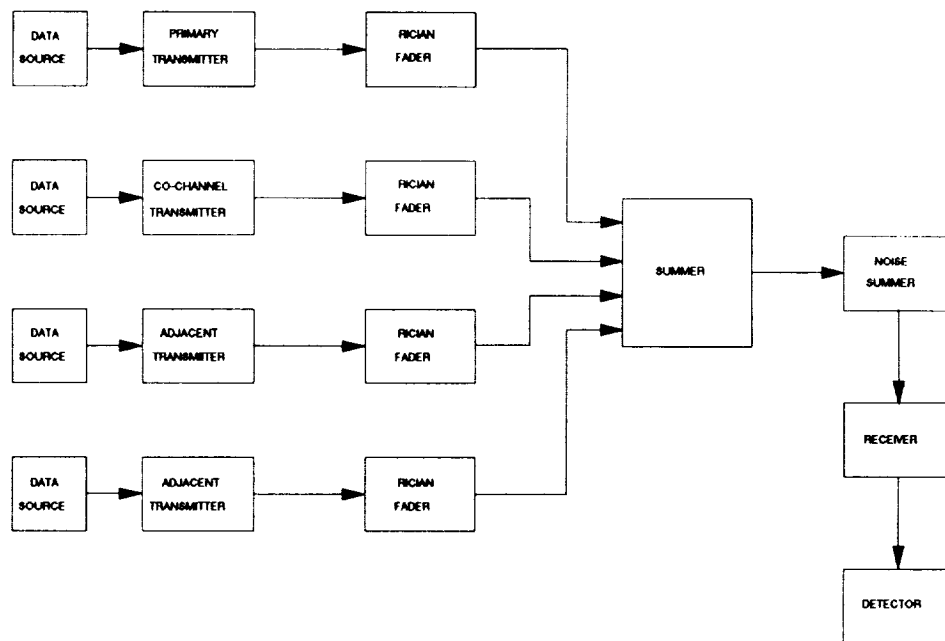 DATA
SOURCE
PRIMARY
TRANSMITTER
RICIAN
FADER
DATA
SOURCE
CO-CHANNEL
TRANSMITTER
RICIAN
FADER
DATA
SOURCE
ADJACENT
TRANSMITTER
RICIAN
FADER
DATA
SOURCE
ADJACENT
TRANSMITTER
RICIAN
FADER
SUMMER
NOISE
SUMMER
RECEIVER
DETECTOR